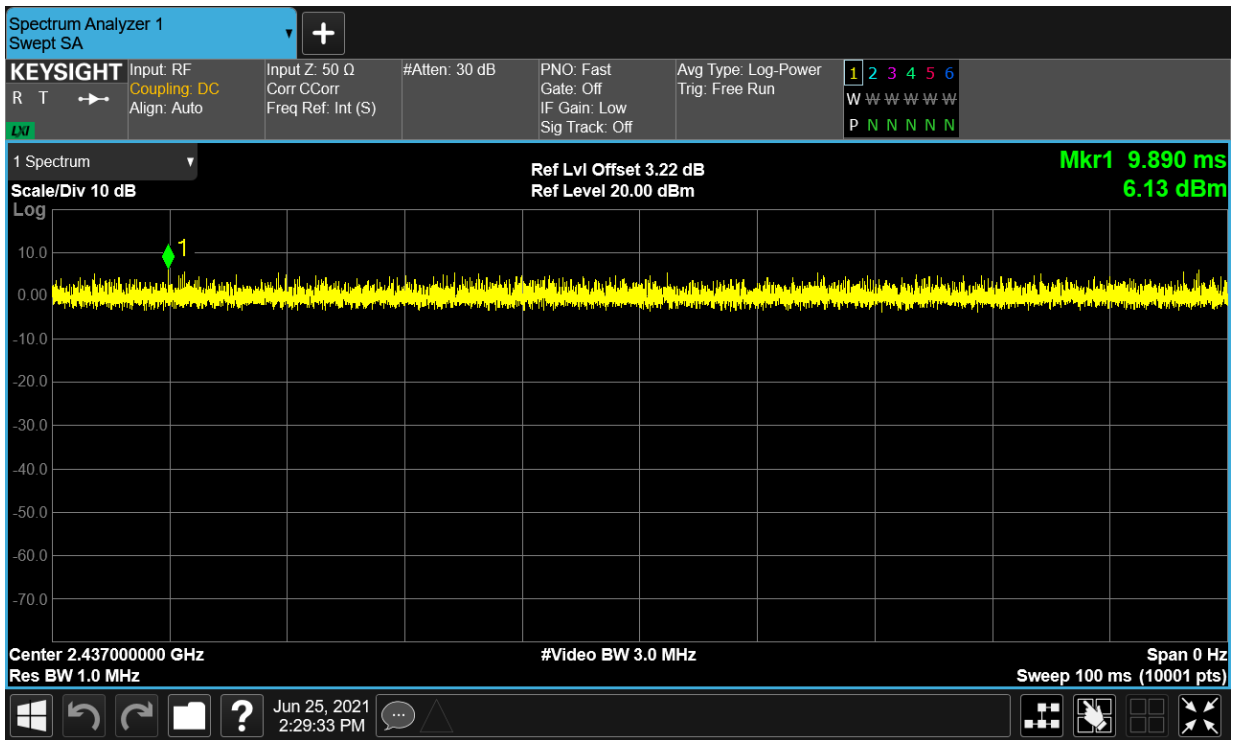 Spectrum Analyzer 1
Swept SA
+
KEYSIGHT
R T
LXI
Input: RF
Coupling: DC
Align: Auto
Input Z: 50 Ω
Corr CCorr
Freq Ref: Int (S)
#Atten: 30 dB
PNO: Fast
Gate: Off
IF Gain: Low
Sig Track: Off
Avg Type: Log-Power
Trig: Free Run
1 2 3 4 5 6
W W W W W W
P N N N N N
1 Spectrum
Scale/Div 10 dB
Ref Lvl Offset 3.22 dB
Ref Level 20.00 dBm
Mkr1 9.890 ms
6.13 dBm
Log
1
10.0
0.00
-10.0
-20.0
-30.0
-40.0
-50.0
-60.0
-70.0
Center 2.437000000 GHz
Res BW 1.0 MHz
#Video BW 3.0 MHz
Span 0 Hz
Sweep 100 ms (10001 pts)
?
Jun 25, 2021
2:29:33 PM